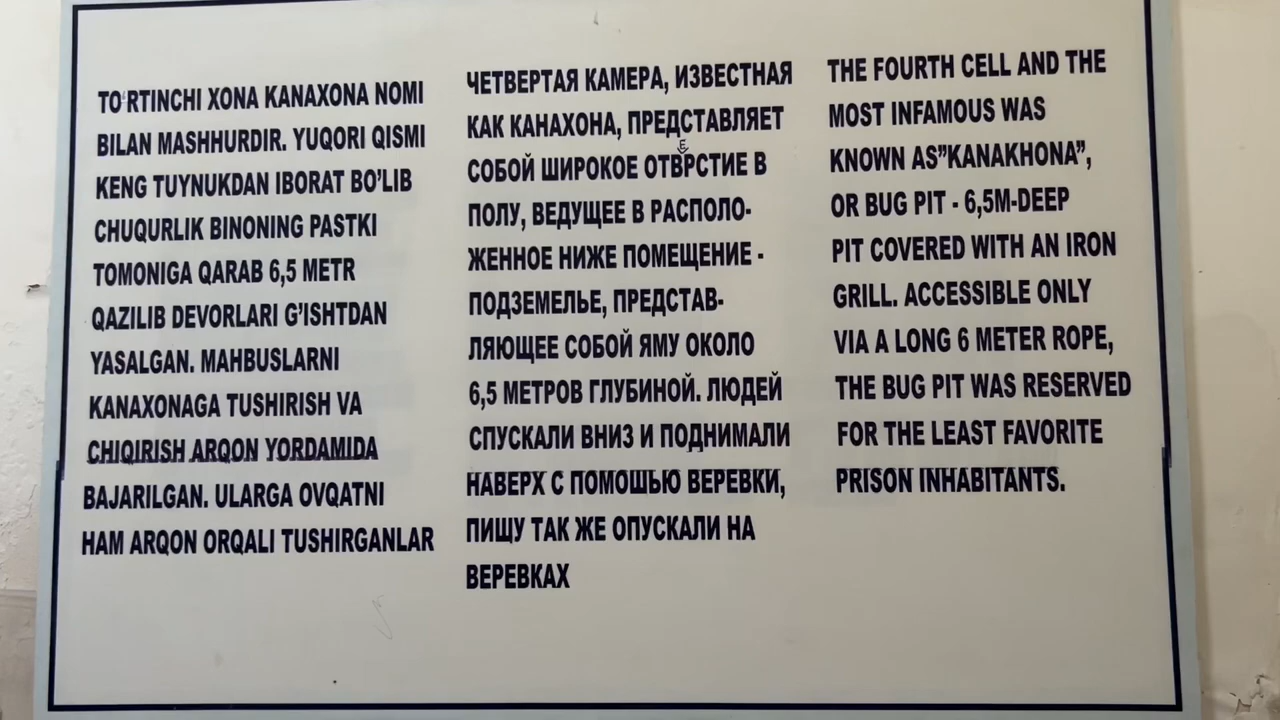 TO'RTINCHI XONA KANAXONA NOMI
BILAN MASHHURDIR. YUQORI QISMI
KENG TUYNUKDAN IBORAT BO'LIB
CHUQURLIK BINONING PASTKI
TOMONIGA QARAB 6,5 METR
QAZILIB DEVORLARI G'ISHTDAN
YASALGAN. MAHBUSLARNI
KANAXONAGA TUSHIRISH VA
CHIQIRISH ARQON YORDAMIDA
BAJARILGAN. ULARGA OVQATNI
HAM ARQON ORQALI TUSHIRGANLAR
ЧЕТВЕРТАЯ КАМЕРА, ИЗВЕСТНАЯ
КАК КАНАХОНА, ПРЕДСТАВЛЯЕТ
СОБОЙ ШИРОКОЕ ОТВЕРСТИЕ В
ПОЛУ, ВЕДУЩЕЕ В РАСПОЛО-
ЖЕННОЕ НИЖЕ ПОМЕЩЕНИЕ -
ПОДЗЕМЕЛЬЕ, ПРЕДСТАВ-
ЛЯЮЩЕЕ СОБОЙ ЯМУ ОКОЛО
6,5 МЕТРОВ ГЛУБИНОЙ. ЛЮДЕЙ
СПУСКАЛИ ВНИЗ И ПОДНИМАЛИ
НАВЕРХ С ПОМОШЬЮ ВЕРЕВКИ,
ПИЩУ ТАК ЖЕ ОПУСКАЛИ НА
ВЕРЕВКАХ
THE FOURTH CELL AND THE
MOST INFAMOUS WAS
KNOWN AS”KANAKHONA”,
OR BUG PIT - 6,5M-DEEP
PIT COVERED WITH AN IRON
GRILL. ACCESSIBLE ONLY
VIA A LONG 6 METER ROPE,
THE BUG PIT WAS RESERVED
FOR THE LEAST FAVORITE
PRISON INHABITANTS.